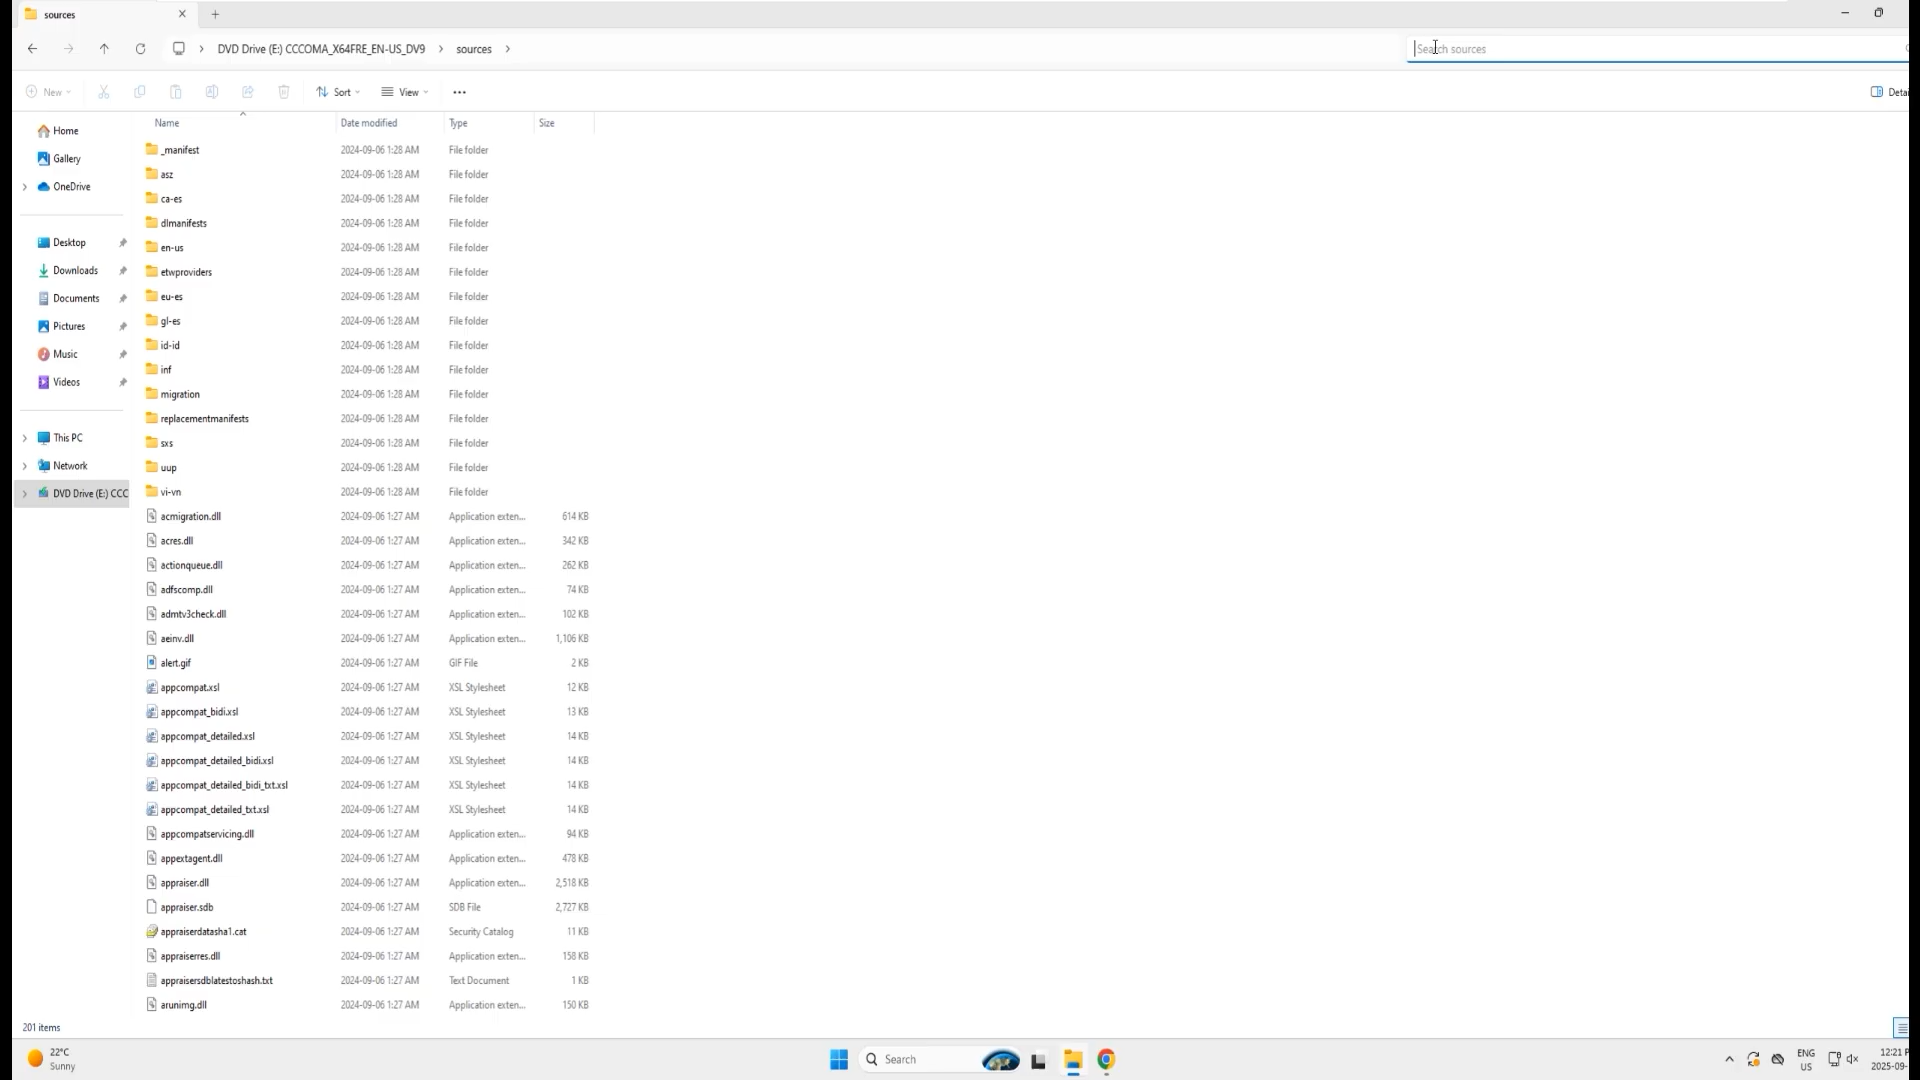 sources
DVD Drive (E:) CCCOMA_X64FRE_EN-US_DV9 > sources >
Search sources
New
Sort
View
Detai
Name Date modified Type Size
Home
Gallery
OneDrive
Desktop
Downloads
Documents
Pictures
Music
Videos
This PC
Network
DVD Drive (E:) CCC
_manifest 2024-09-06 1:28 AM File folder
asz 2024-09-06 1:28 AM File folder
ca-es 2024-09-06 1:28 AM File folder
dlmanifests 2024-09-06 1:28 AM File folder
en-us 2024-09-06 1:28 AM File folder
etwproviders 2024-09-06 1:28 AM File folder
eu-es 2024-09-06 1:28 AM File folder
gl-es 2024-09-06 1:28 AM File folder
id-id 2024-09-06 1:28 AM File folder
inf 2024-09-06 1:28 AM File folder
migration 2024-09-06 1:28 AM File folder
replacementmanifests 2024-09-06 1:28 AM File folder
sxs 2024-09-06 1:28 AM File folder
uup 2024-09-06 1:28 AM File folder
vi-vn 2024-09-06 1:28 AM File folder
acmigration.dll 2024-09-06 1:27 AM Application exten... 614 KB
acres.dll 2024-09-06 1:27 AM Application exten... 342 KB
actionqueue.dll 2024-09-06 1:27 AM Application exten... 262 KB
adfscomp.dll 2024-09-06 1:27 AM Application exten... 74 KB
admtv3check.dll 2024-09-06 1:27 AM Application exten... 102 KB
aeinv.dll 2024-09-06 1:27 AM Application exten... 1,106 KB
alert.gif 2024-09-06 1:27 AM GIF File 2 KB
appcompat.xsl 2024-09-06 1:27 AM XSL Stylesheet 12 KB
appcompat_bidi.xsl 2024-09-06 1:27 AM XSL Stylesheet 13 KB
appcompat_detailed.xsl 2024-09-06 1:27 AM XSL Stylesheet 14 KB
appcompat_detailed_bidi.xsl 2024-09-06 1:27 AM XSL Stylesheet 14 KB
appcompat_detailed_bidi_txt.xsl 2024-09-06 1:27 AM XSL Stylesheet 14 KB
appcompat_detailed_txt.xsl 2024-09-06 1:27 AM XSL Stylesheet 14 KB
appcompatservicing.dll 2024-09-06 1:27 AM Application exten... 94 KB
appextagent.dll 2024-09-06 1:27 AM Application exten... 478 KB
appraiser.dll 2024-09-06 1:27 AM Application exten... 2,518 KB
appraiser.sdb 2024-09-06 1:27 AM SDB File 2,727 KB
appraiserdatasha1.cat 2024-09-06 1:27 AM Security Catalog 11 KB
appraiserres.dll 2024-09-06 1:27 AM Application exten... 158 KB
appraisersdblatestoshash.txt 2024-09-06 1:27 AM Text Document 1 KB
arunimg.dll 2024-09-06 1:27 AM Application exten... 150 KB
201 items
22°C
Sunny
Search
ENG
US
12:21 P
2025-09-